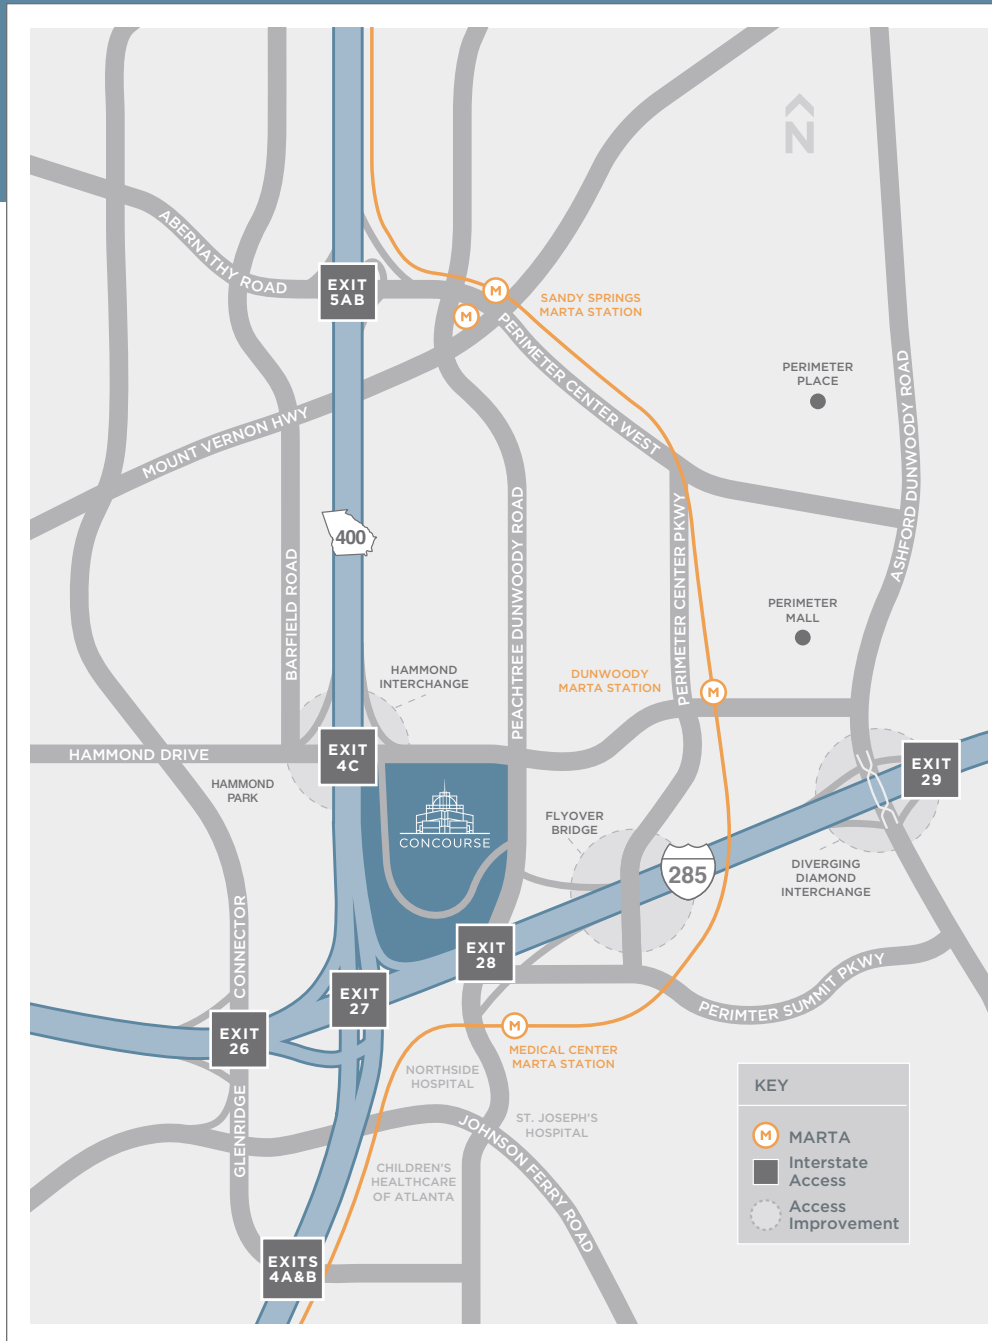 N
ABERNATHY ROAD
EXIT
5AB
M
SANDY SPRINGS
MARTA STATION
M
PERIMETER CENTER WEST
PERIMETER
PLACE
ASHFORD DUNWOODY ROAD
MOUNT VERNON HWY
400
BARFIELD ROAD
PEACHTREE DUNWOODY ROAD
PERIMETER CENTER PKWY
PERIMETER
MALL
HAMMOND
INTERCHANGE
DUNWOODY
MARTA STATION
M
HAMMOND DRIVE
EXIT
4C
EXIT
29
HAMMOND
PARK
CONCOURSE
FLYOVER
BRIDGE
285
DIVERGING
DIAMOND
INTERCHANGE
CONNECTOR
EXIT
28
EXIT
27
PERIMTER SUMMIT PKWY
EXIT
26
M
MEDICAL CENTER
MARTA STATION
NORTHSIDE
HOSPITAL
GLENRIDGE
ST. JOSEPH'S
HOSPITAL
JOHNSON FERRY ROAD
CHILDREN'S
HEALTHCARE
OF ATLANTA
EXITS
4A&B
KEY
M MARTA
Interstate
Access
Access
Improvement